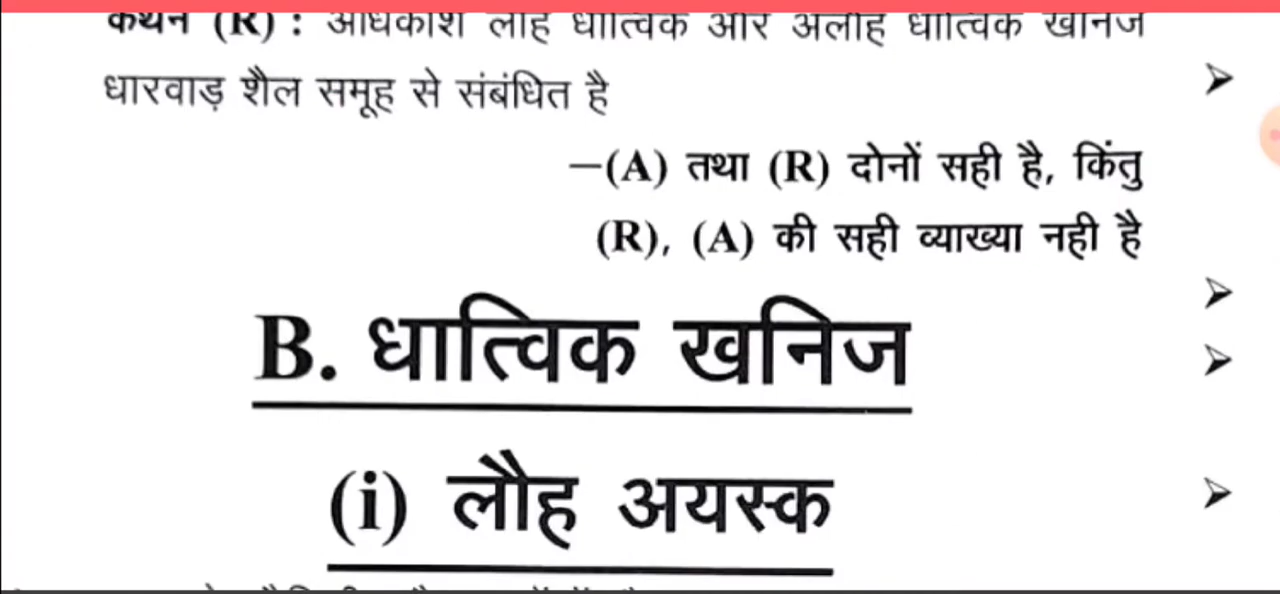 कथन (R) : अधिकांश लौह धात्विक और अलौह धात्विक खनिज
धारवाड़ शैल समूह से संबंधित है
–(A) तथा (R) दोनों सही है, किंतु
(R), (A) की सही व्याख्या नही है
B. धात्विक खनिज
(i) लौह अयस्क